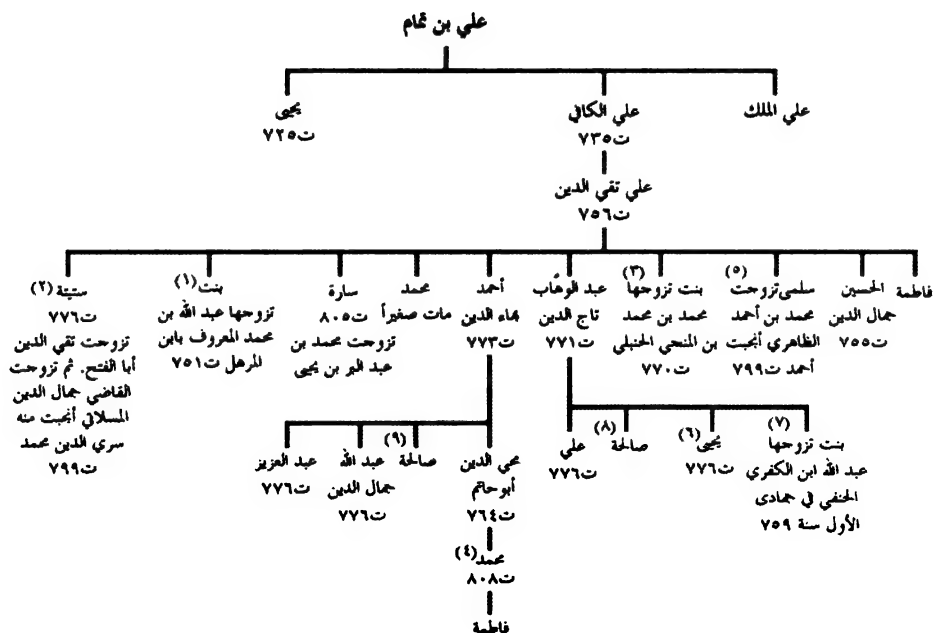 علي بن تمام
علي الملك
علي الكافي
ت٧٣٥
يحيى
ت٧٢٥
علي تقي الدين
ت٧٥٦
فاطمة
الحسين
جمال الدين
ت٧٥٥
(٥)
سلمى تزوجت
محمد بن أحمد
الظاهري أنجبت
أحمد ت٧٩٩
(٣)
بنت تزوجها
محمد بن محمد
بن المنجي الحنبلي
ت٧٧٠
عبد الوهَّاب
تاج الدين
ت٧٧١
أحمد
بهاء الدين
ت٧٧٣
محمد
مات صغيراً
سارة
ت٨٠٥
تزوجت محمد بن
عبد البر بن يحيى
بنت (١)
تزوجها عبد الله بن
محمد المعروف بابن
المرهل ت٧٥١
ستيتة (٢)
ت٧٧٦
تزوجت تقي الدين
أبا الفتح. ثم تزوجت
القاضي جمال الدين
المسلاتي أنجبت منه
سري الدين محمد
ت٧٩٩
(٧)
بنت تزوجها
عبد الله ابن الكفري
الحنفي في جمادى
الأول سنة ٧٥٩
يحيى (٦)
ت٧٧٦
صالحة (٨)
علي
ت٧٧٦
محي الدين
أبو حاتم
ت٧٦٤
صالحة (٩)
عبد الله
جمال الدين
ت٧٧٦
عبد العزيز
ت٧٧٦
محمد (٤)
ت٨٠٨
فاطمة